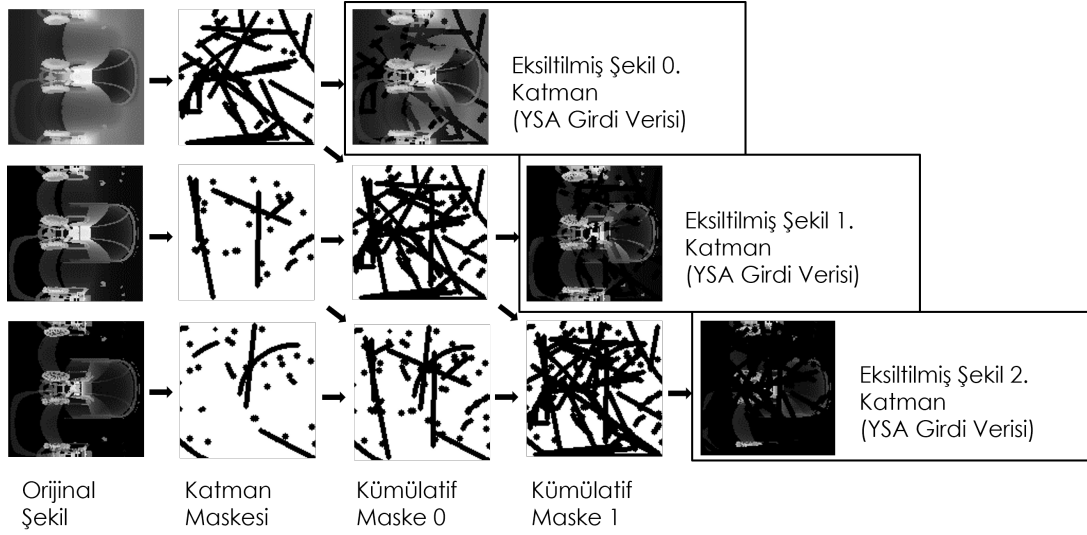 Eksiltilmiş Şekil 0.
Katman
(YSA Girdi Verisi)
Eksiltilmiş Şekil 1.
Katman
(YSA Girdi Verisi)
Eksiltilmiş Şekil 2.
Katman
(YSA Girdi Verisi)
Orijinal
Şekil
Katman
Maskesi
Kümülatif
Maske 0
Kümülatif
Maske 1